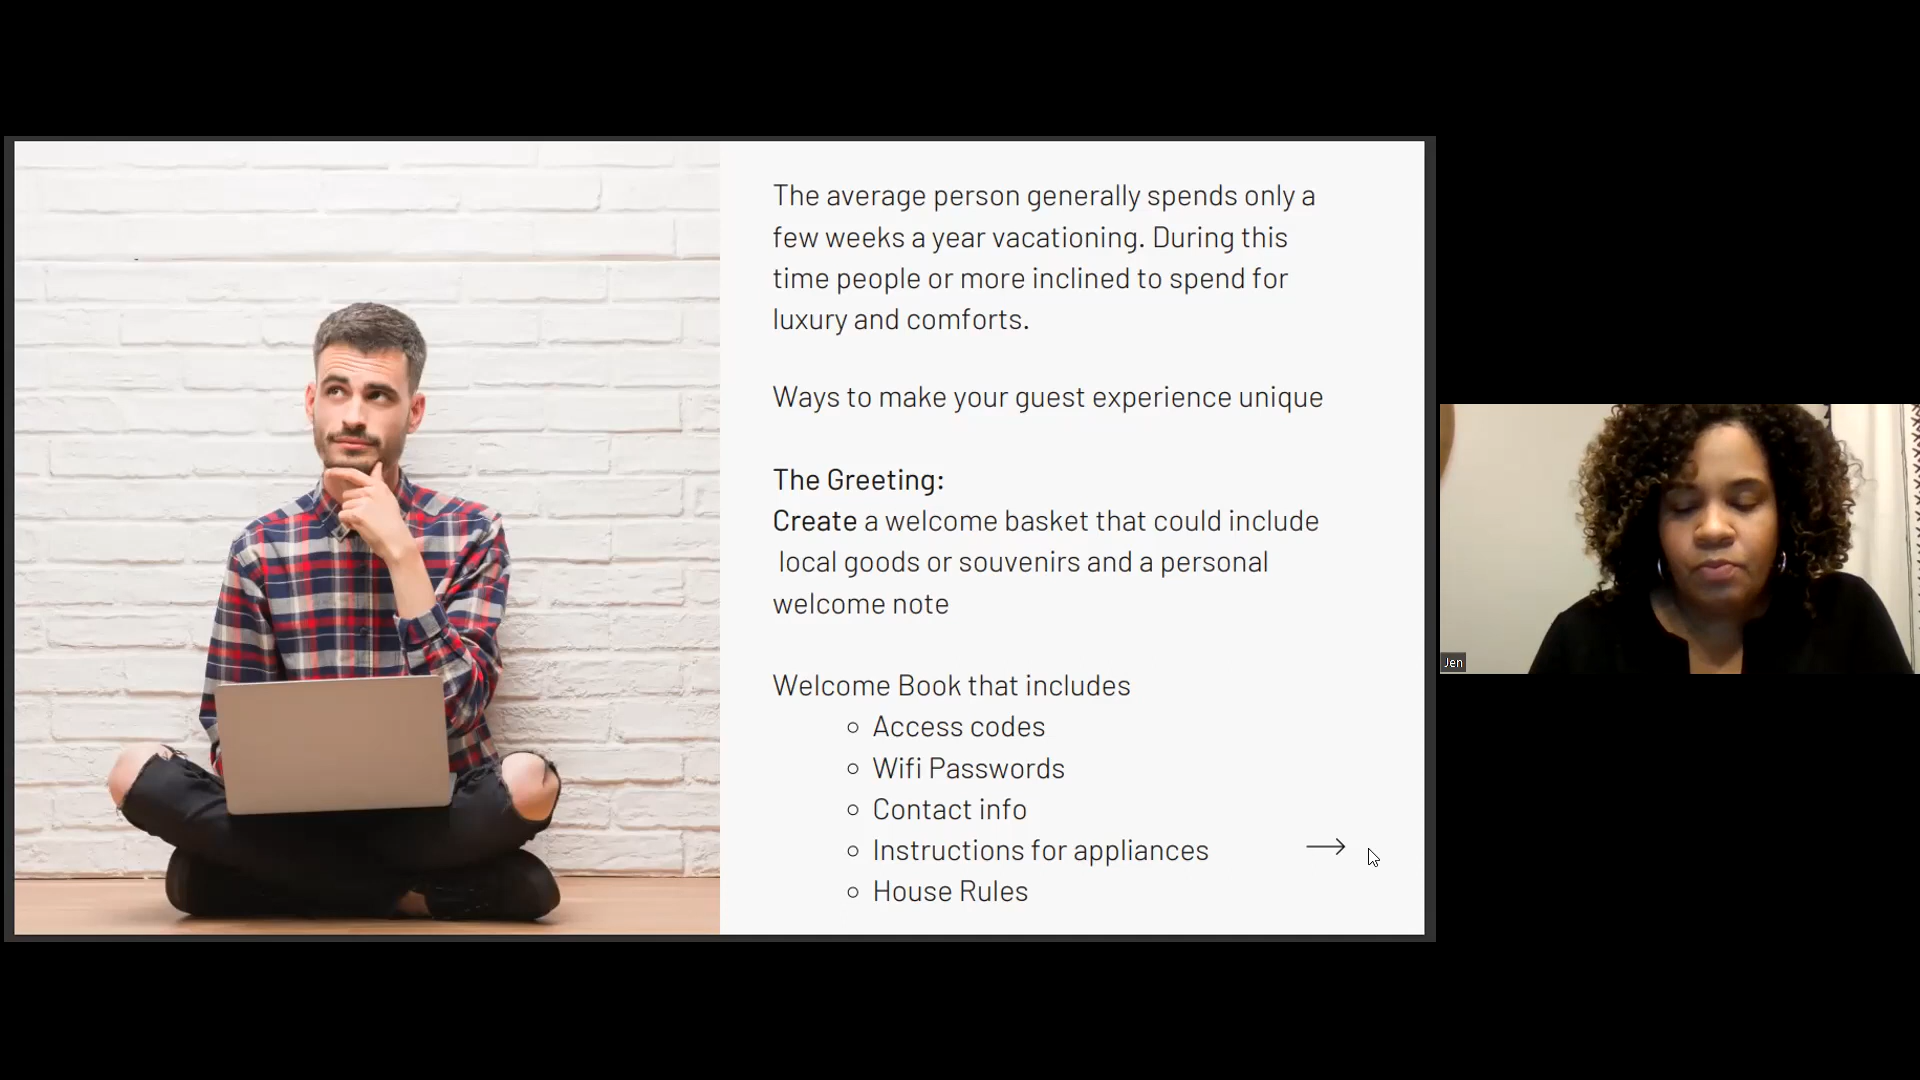 The average person generally spends only a
few weeks a year vacationing. During this
time people or more inclined to spend for
luxury and comforts.
Ways to make your guest experience unique
The Greeting:
Create a welcome basket that could include
local goods or souvenirs and a personal
welcome note
Welcome Book that includes
○ Access codes
○ Wifi Passwords
○ Contact info
○ Instructions for appliances
○ House Rules
Jen